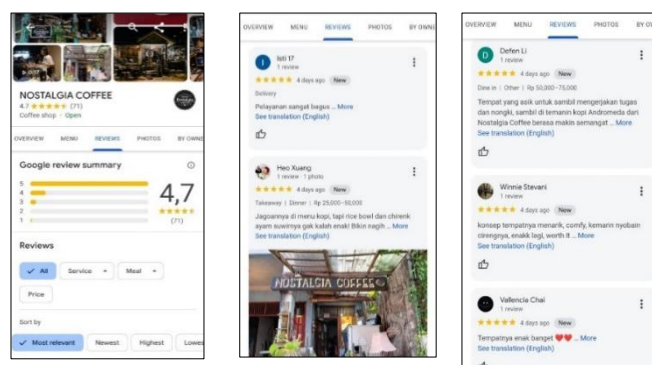 NOSTALGIA COFFEE
4.7 ★★★★★ (71)
Coffee shop · Open
OVERVIEW MENU REVIEWS PHOTOS BY OWNE
Google review summary
5
4
3
2
1
4,7
(71)
Reviews
All Service Meal
Price
Sort by
Most relevant Newest Highest Lowes
OVERVIEW MENU REVIEWS PHOTOS BY OWNE
Isti 17
1 review
4 days ago New
Delivery
Pelayanan sangat bagus ... More
See translation (English)
Heo Xuang
1 review · 1 photo
4 days ago New
Takeaway | Dinner | Rp 25,000–50,000
Jagoannya di menu kopi, tapi rice bowl dan chirenk
ayam suwirnya gak kalah enak! Bikin nagih ... More
See translation (English)
NOSTALGIA COFFEE
OVERVIEW MENU REVIEWS PHOTOS BY OV
Defen Li
1 review
4 days ago New
Dine in | Other | Rp 50,000–75,000
Tempat yang asik untuk sambil mengerjakan tugas
dan nongki, sambil di temanin kopi Andromeda dari
Nostalgia Coffee berasa makin semangat ... More
See translation (English)
Winnie Stevani
1 review
4 days ago New
konsep tempatnya menarik, comfy, kemarin nyobain
cirengnya, enakk lagi, worth it ... More
See translation (English)
Vallencia Chai
1 review
4 days ago New
Tempatnya enak banget ❤❤ ... More
See translation (English)